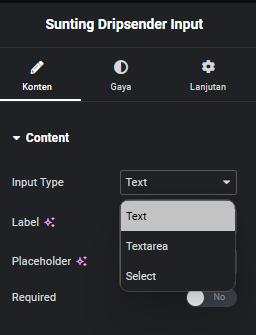 Sunting Dripsender Input
Konten Gaya Lanjutan
Content
Input Type Text
Text
Label
Textarea
Placeholder
Select
Required No